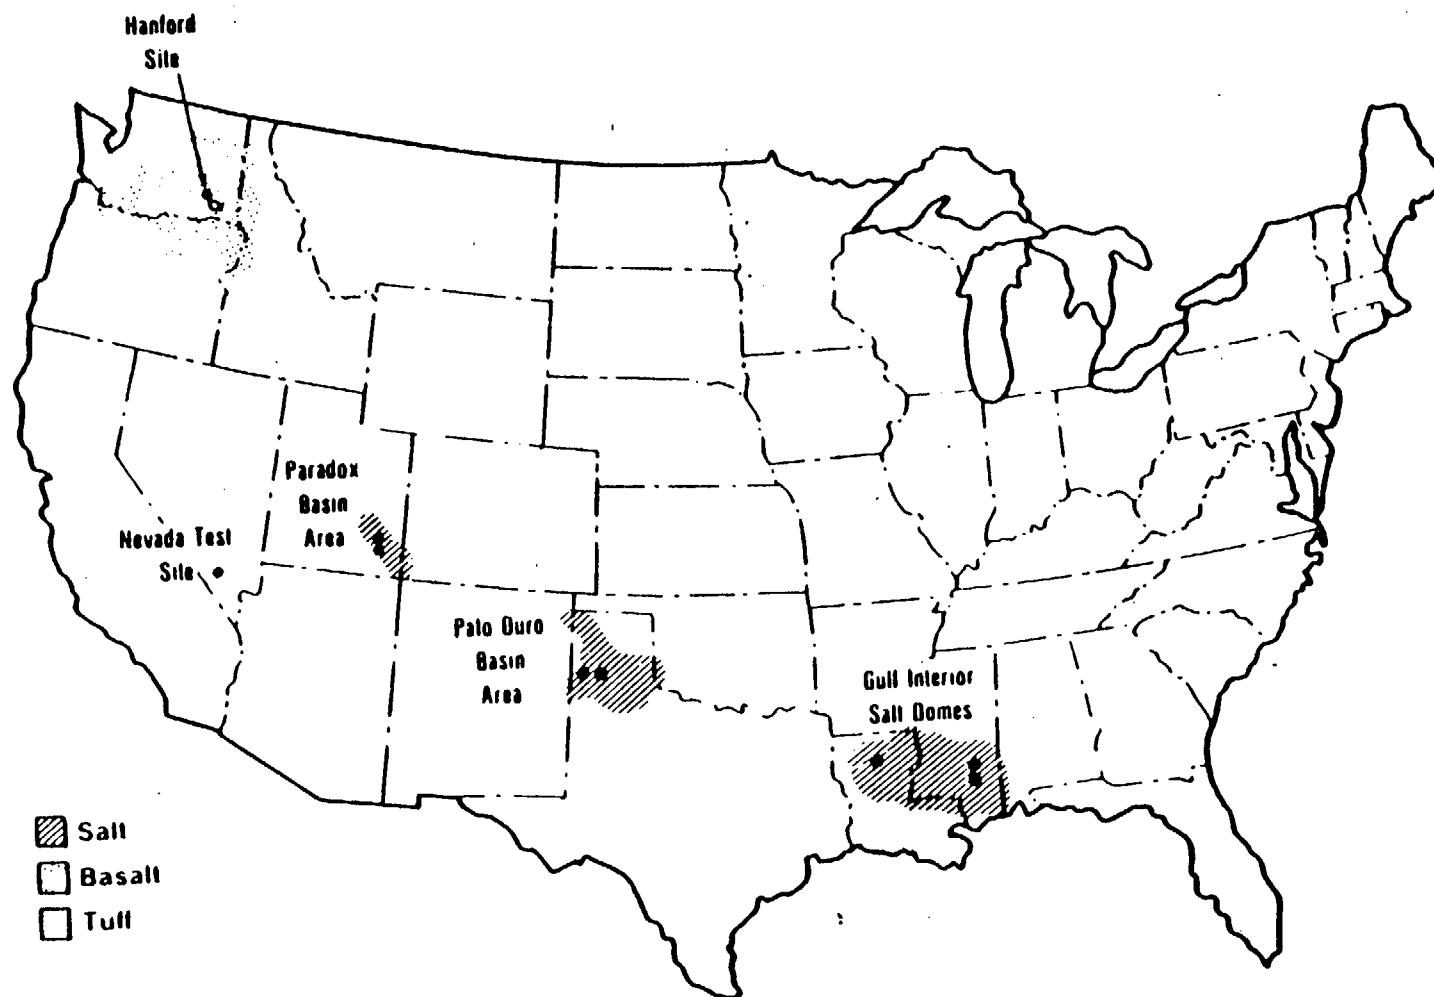 Hanford
Site
Paradox
Basin
Area
Nevada Test
Site
Palo Duro
Basin
Area
Gulf Interior
Salt Domes
Salt
Basalt
Tuff